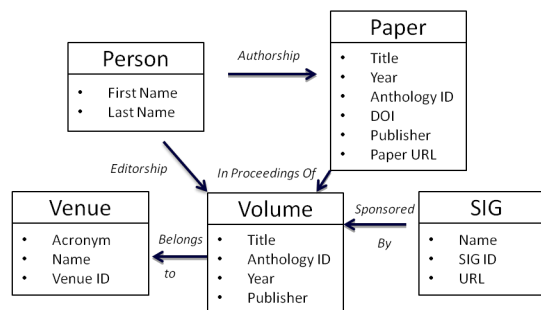 Person
• First Name
• Last Name
Authorship
Paper
• Title
• Year
• Anthology ID
• DOI
• Publisher
• Paper URL
Editorship
In Proceedings Of
Venue
• Acronym
• Name
• Venue ID
Belongs
to
Volume
• Title
• Anthology ID
• Year
• Publisher
Sponsored
By
SIG
• Name
• SIG ID
• URL